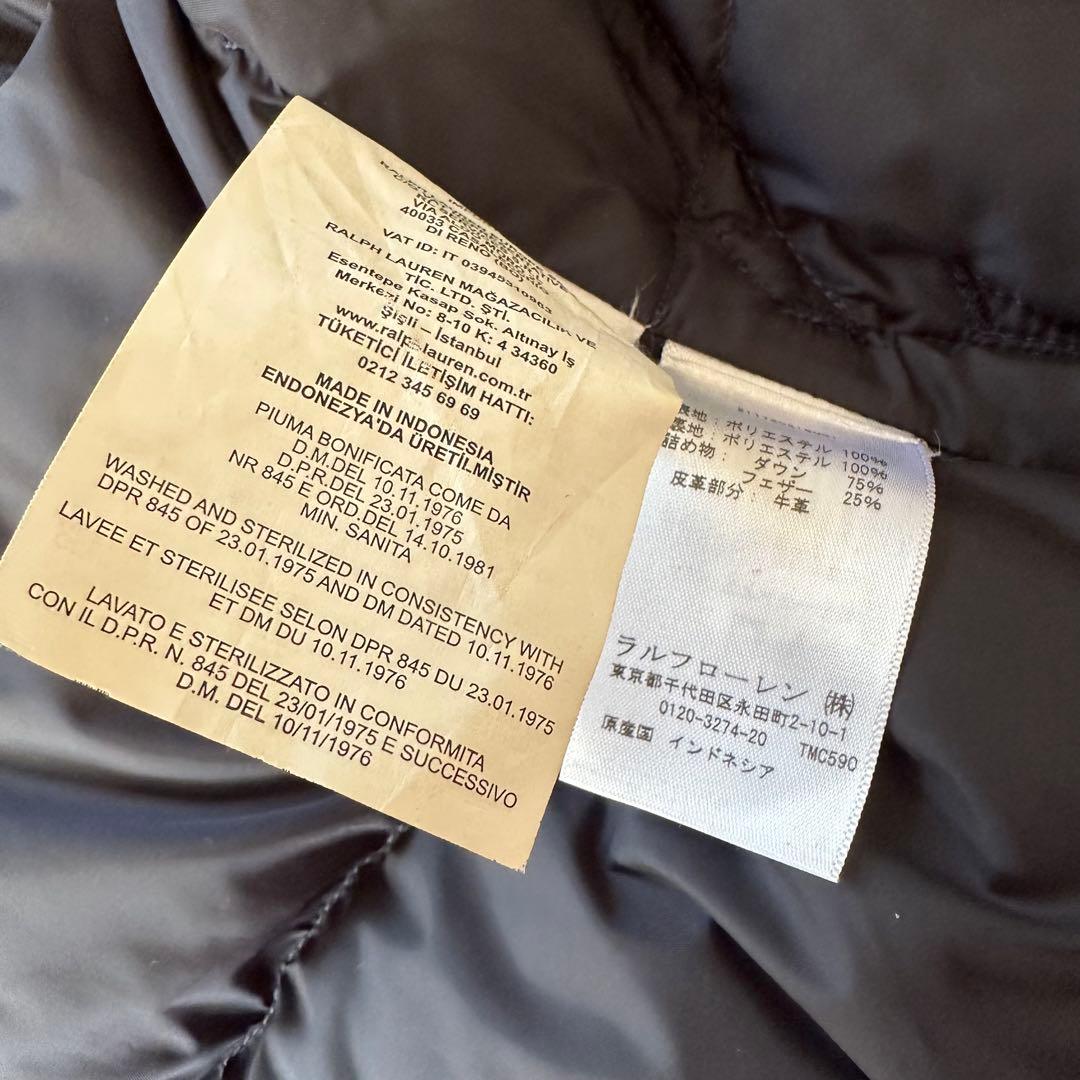 40033
DI RENO
VAT ID: IT
RALPH LAUREN MAĞAZACILIK VE
TİC. LTD. ŞTİ.
Esentepe Kasap Sok. Altınay İş
Merkezi No: 8-10 K: 4 34360
Şişli – İstanbul
www.ralphlauren.com.tr
TÜKETİCİ İLETİŞİM HATTI:
0212 345 69 69
MADE IN INDONESIA
ENDONEZYA'DA ÜRETİLMİŞTİR
PIUMA BONIFICATA COME DA
D.M.DEL 10.11.1976
D.P.R.DEL 23.01.1975
NR 845 E ORD.DEL 14.10.1981
MIN. SANITA
WASHED AND STERILIZED IN CONSISTENCY WITH
DPR 845 OF 23.01.1975 AND DM DATED 10.11.1976
LAVEE ET STERILISEE SELON DPR 845 DU 23.01.1975
ET DM DU 10.11.1976
LAVATO E STERILIZZATO IN CONFORMITA
CON IL D.P.R. N. 845 DEL 23/01/1975 E SUCCESSIVO
D.M. DEL 10/11/1976
表地: ポリエステル 100%
裏地: ポリエステル 100%
詰め物: ダウン 75%
フェザー 25%
皮革部分: 牛革
ラルフローレン ㈱
東京都千代田区永田町2-10-1
0120-3274-20 TMC590
原産国 インドネシア